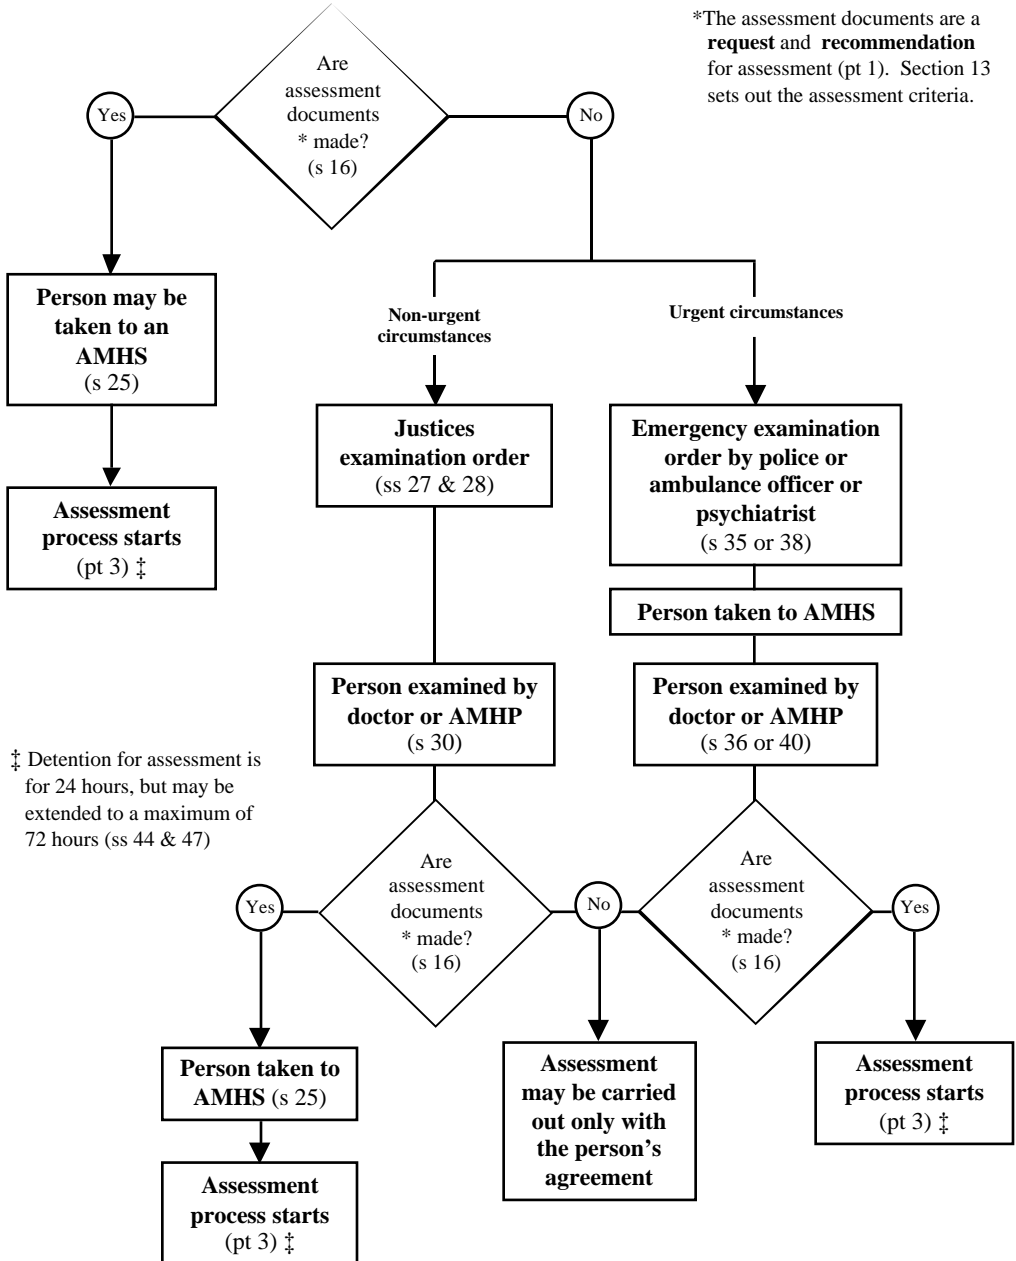 *The assessment documents are a
request and recommendation
for assessment (pt 1). Section 13
sets out the assessment criteria.
Are
assessment
documents
* made?
(s 16)
Yes
No
Person may be
taken to an
AMHS
(s 25)
Assessment
process starts
(pt 3) ‡
Non-urgent
circumstances
Urgent circumstances
Justices
examination order
(ss 27 & 28)
Emergency examination
order by police or
ambulance officer or
psychiatrist
(s 35 or 38)
Person taken to AMHS
Person examined by
doctor or AMHP
(s 30)
Person examined by
doctor or AMHP
(s 36 or 40)
‡ Detention for assessment is
for 24 hours, but may be
extended to a maximum of
72 hours (ss 44 & 47)
Yes
Are
assessment
documents
* made?
(s 16)
No
Are
assessment
documents
* made?
(s 16)
Yes
Person taken to
AMHS (s 25)
Assessment
process starts
(pt 3) ‡
Assessment
may be carried
out only with
the person's
agreement
Assessment
process starts
(pt 3) ‡